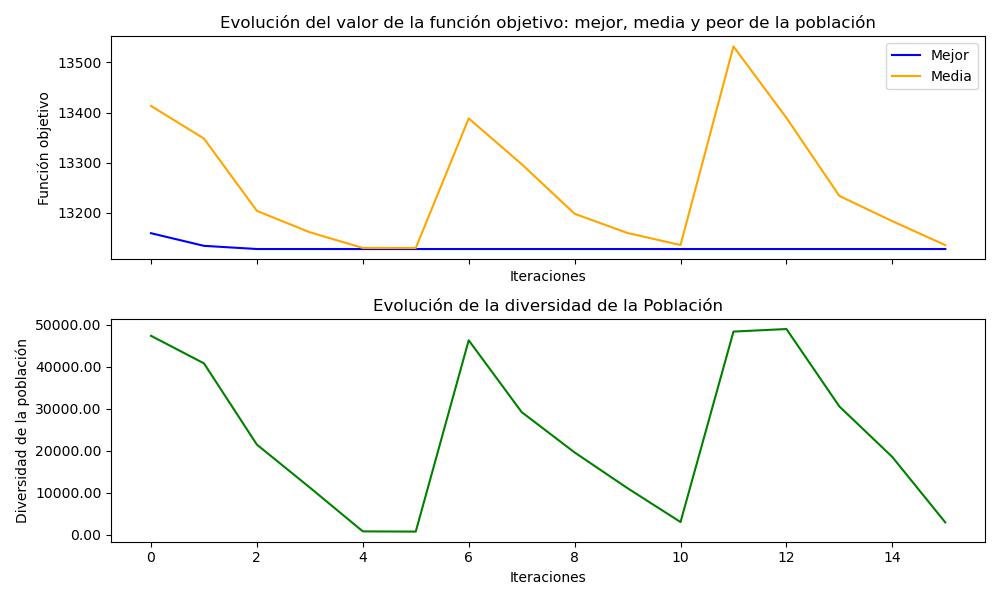 Evolución del valor de la función objetivo: mejor, media y peor de la población
Mejor
Media
13500
13400
13300
13200
Función objetivo
Iteraciones
Evolución de la diversidad de la Población
50000.00
40000.00
30000.00
20000.00
10000.00
0.00
Diversidad de la población
0 2 4 6 8 10 12 14
Iteraciones